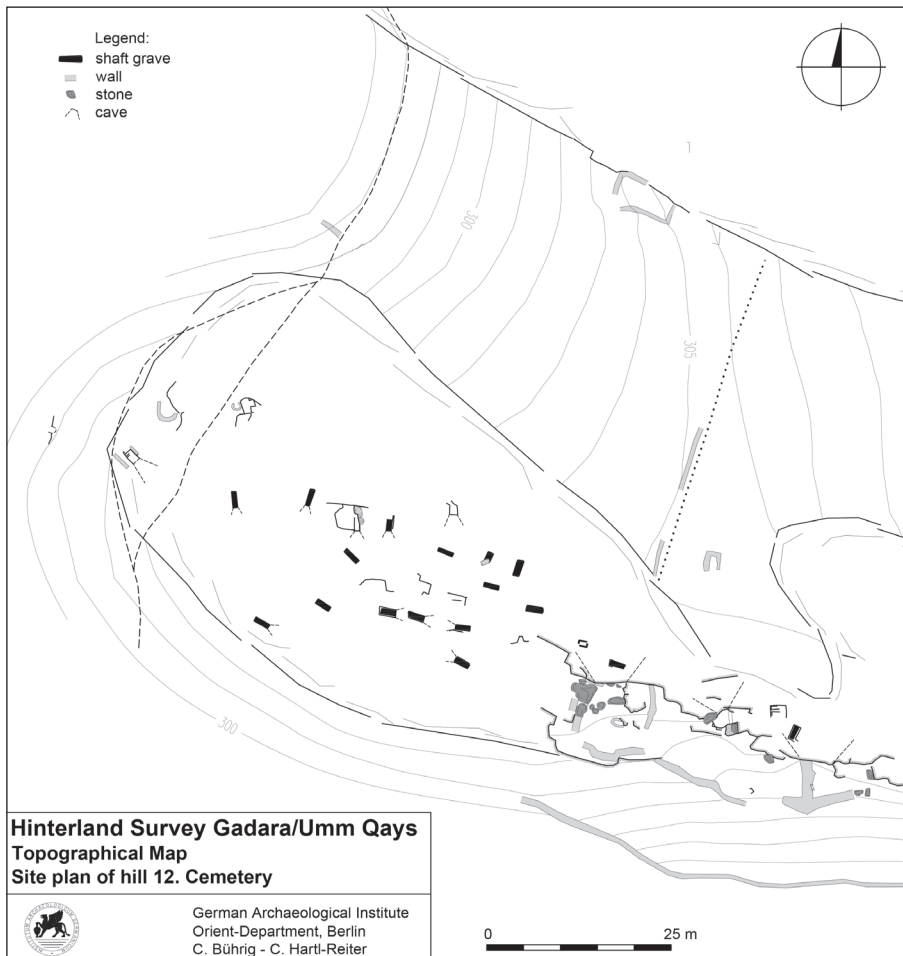 Legend:
shaft grave
wall
stone
cave
300
305
300
Hinterland Survey Gadara/Umm Qays
Topographical Map
Site plan of hill 12. Cemetery
German Archaeological Institute
Orient-Department, Berlin
C. Bührig - C. Hartl-Reiter
0
25 m